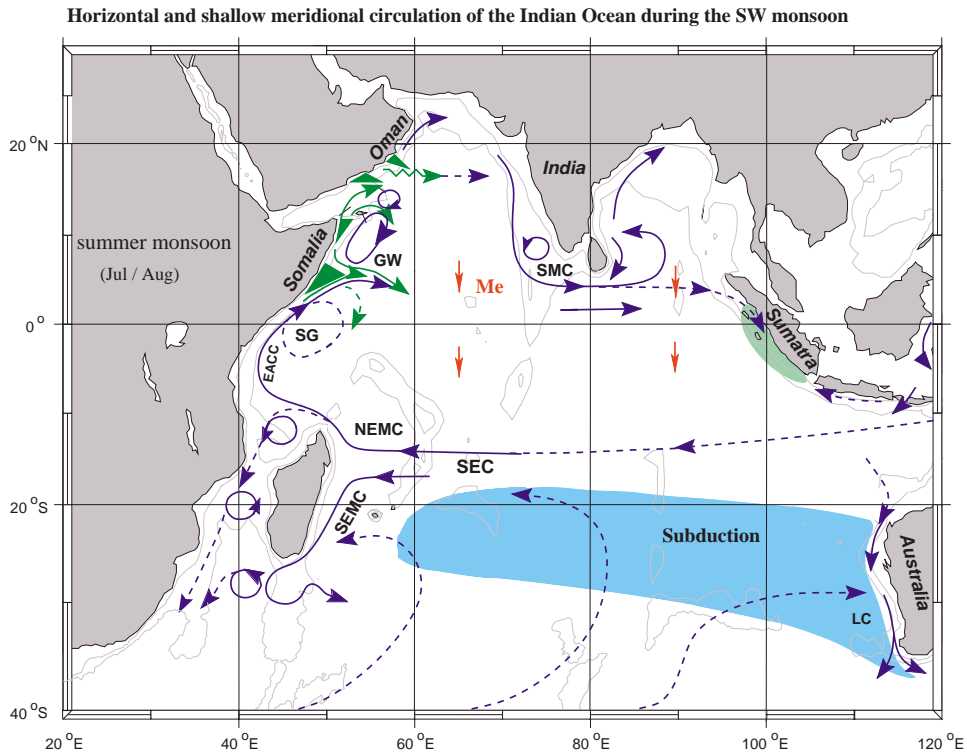 Horizontal and shallow meridional circulation of the Indian Ocean during the SW monsoon
20 °N
0 °
20 °S
40 °S
20 °E
40 °E
60 °E
80 °E
100 °E
120 °E
summer monsoon
(Jul / Aug)
Oman
India
Somalia
GW
SMC
Me
SG
EACC
Sumatra
NEMC
SEC
SEMC
Subduction
Australia
LC